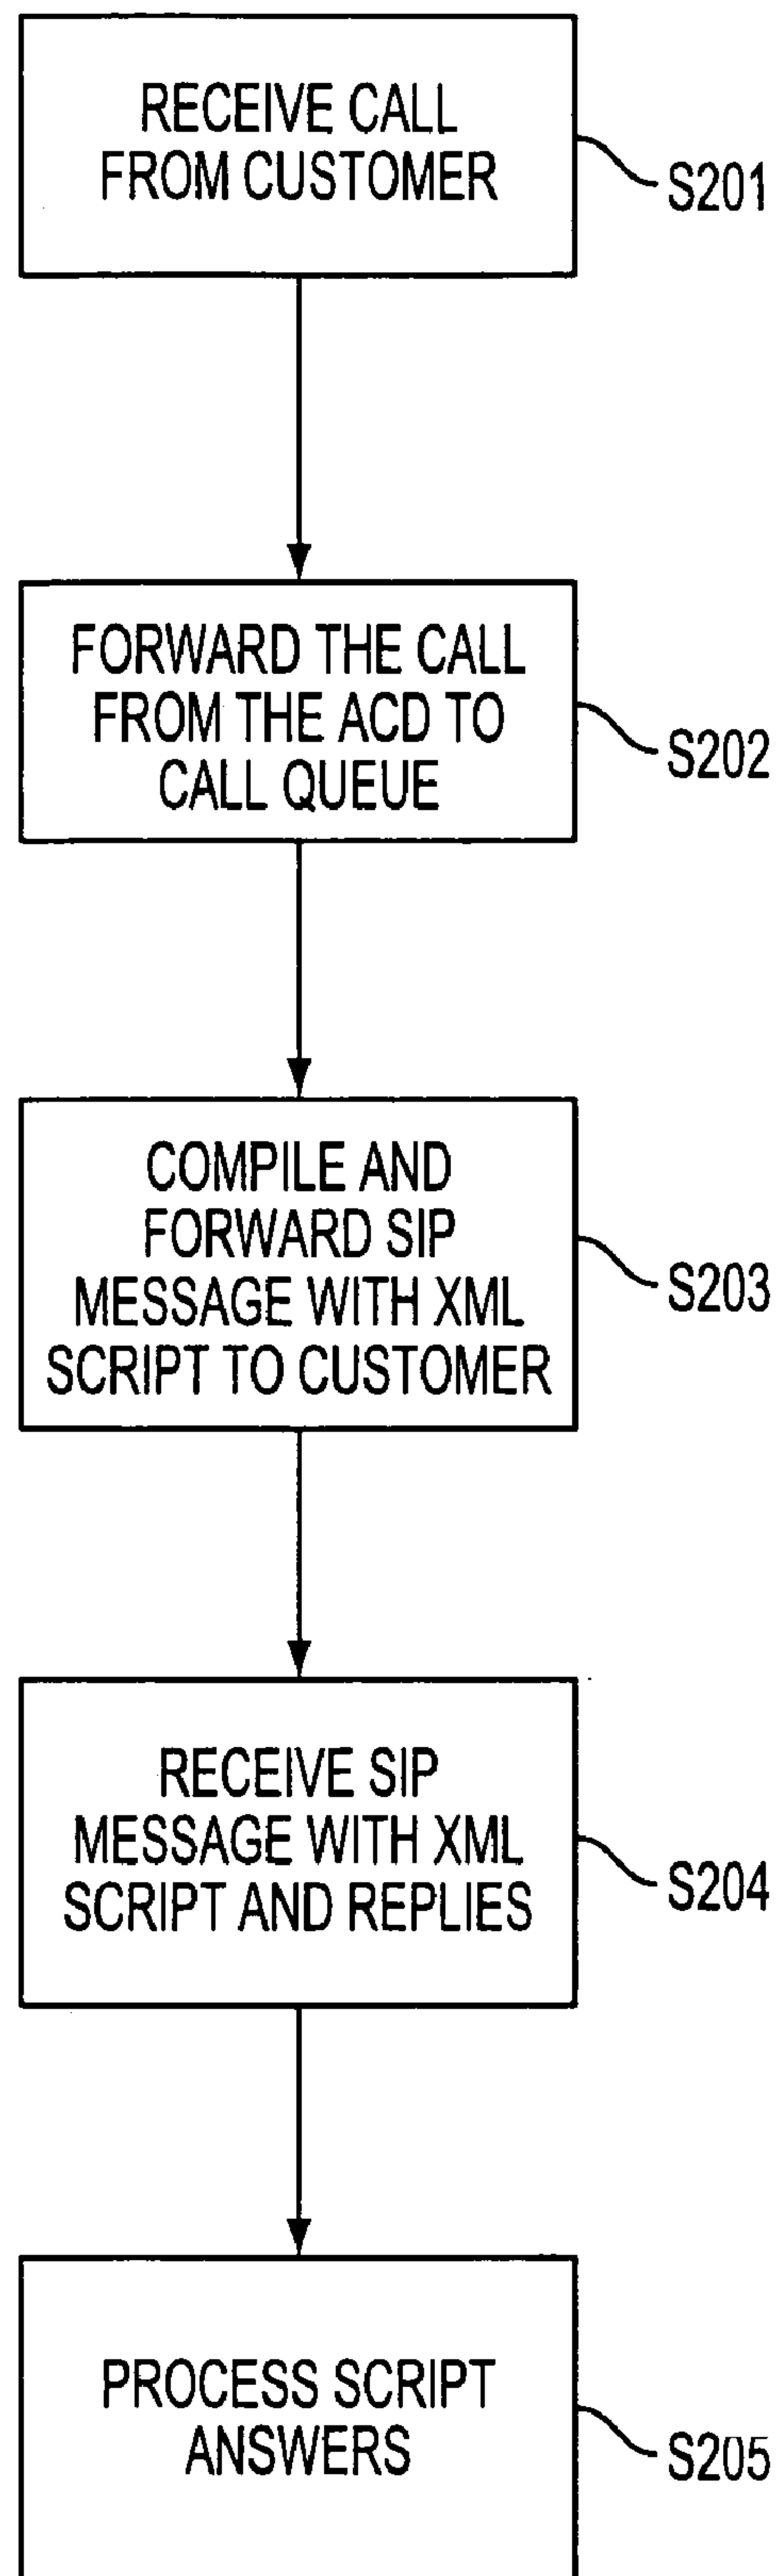 RECEIVE CALL
FROM CUSTOMER
S201
FORWARD THE CALL
FROM THE ACD TO
CALL QUEUE
S202
COMPILE AND
FORWARD SIP
MESSAGE WITH XML
SCRIPT TO CUSTOMER
S203
RECEIVE SIP
MESSAGE WITH XML
SCRIPT AND REPLIES
S204
PROCESS SCRIPT
ANSWERS
S205